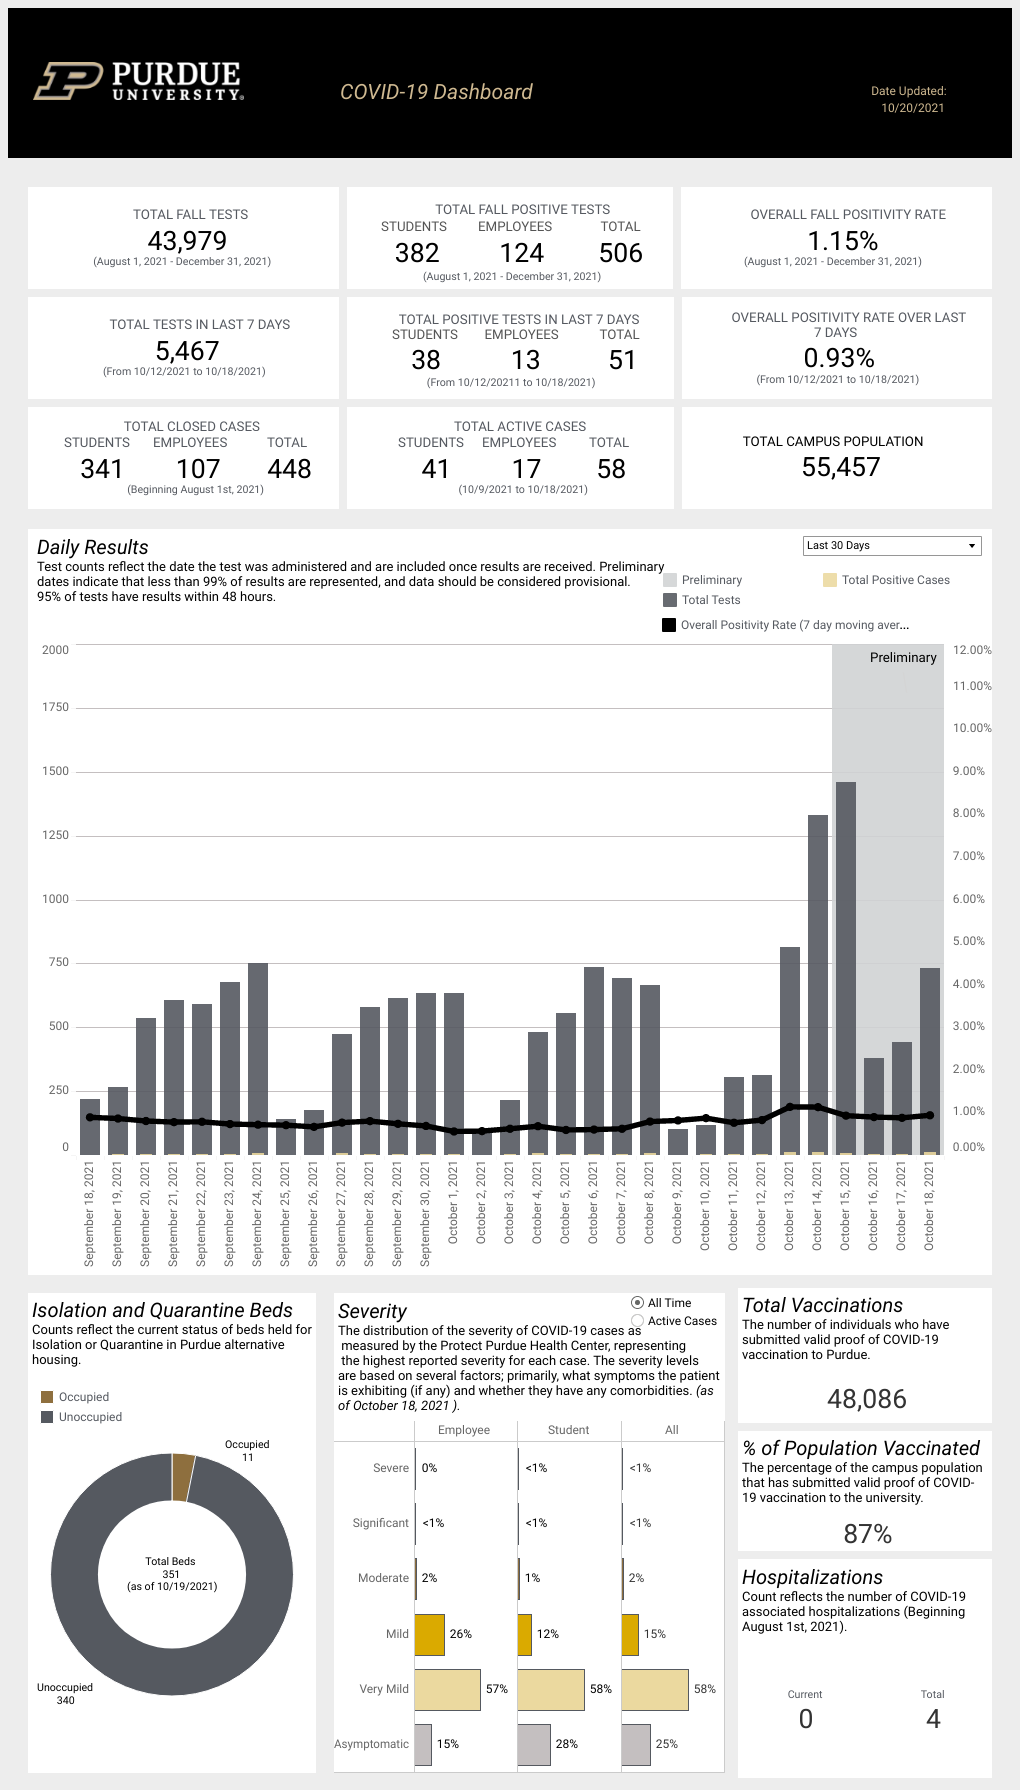 PURDUE
UNIVERSITY®
COVID-19 Dashboard
Date Updated:
10/20/2021
TOTAL FALL TESTS
43,979
(August 1, 2021 - December 31, 2021)
TOTAL FALL POSITIVE TESTS
STUDENTS EMPLOYEES TOTAL
382 124 506
(August 1, 2021 - December 31, 2021)
OVERALL FALL POSITIVITY RATE
1.15%
(August 1, 2021 - December 31, 2021)
TOTAL TESTS IN LAST 7 DAYS
5,467
(From 10/12/2021 to 10/18/2021)
TOTAL POSITIVE TESTS IN LAST 7 DAYS
STUDENTS EMPLOYEES TOTAL
38 13 51
(From 10/12/20211 to 10/18/2021)
OVERALL POSITIVITY RATE OVER LAST
7 DAYS
0.93%
(From 10/12/2021 to 10/18/2021)
TOTAL CLOSED CASES
STUDENTS EMPLOYEES TOTAL
341 107 448
(Beginning August 1st, 2021)
TOTAL ACTIVE CASES
STUDENTS EMPLOYEES TOTAL
41 17 58
(10/9/2021 to 10/18/2021)
TOTAL CAMPUS POPULATION
55,457
Daily Results
Test counts reflect the date the test was administered and are included once results are received. Preliminary
dates indicate that less than 99% of results are represented, and data should be considered provisional.
95% of tests have results within 48 hours.
Last 30 Days
Preliminary
Total Positive Cases
Total Tests
Overall Positivity Rate (7 day moving aver...
Preliminary
2000
1750
1500
1250
1000
750
500
250
0
12.00%
11.00%
10.00%
9.00%
8.00%
7.00%
6.00%
5.00%
4.00%
3.00%
2.00%
1.00%
0.00%
September 18, 2021
September 19, 2021
September 20, 2021
September 21, 2021
September 22, 2021
September 23, 2021
September 24, 2021
September 25, 2021
September 26, 2021
September 27, 2021
September 28, 2021
September 29, 2021
September 30, 2021
October 1, 2021
October 2, 2021
October 3, 2021
October 4, 2021
October 5, 2021
October 6, 2021
October 7, 2021
October 8, 2021
October 9, 2021
October 10, 2021
October 11, 2021
October 12, 2021
October 13, 2021
October 14, 2021
October 15, 2021
October 16, 2021
October 17, 2021
October 18, 2021
Isolation and Quarantine Beds
Counts reflect the current status of beds held for
Isolation or Quarantine in Purdue alternative
housing.
Occupied
Unoccupied
Occupied
11
Total Beds
351
(as of 10/19/2021)
Unoccupied
340
Severity
All Time
Active Cases
The distribution of the severity of COVID-19 cases as
measured by the Protect Purdue Health Center, representing
the highest reported severity for each case. The severity levels
are based on several factors; primarily, what symptoms the patient
is exhibiting (if any) and whether they have any comorbidities. (as
of October 18, 2021 ).
Employee Student All
Severe 0% <1% <1%
Significant <1% <1% <1%
Moderate 2% 1% 2%
Mild 26% 12% 15%
Very Mild 57% 58% 58%
Asymptomatic 15% 28% 25%
Total Vaccinations
The number of individuals who have
submitted valid proof of COVID-19
vaccination to Purdue.
48,086
% of Population Vaccinated
The percentage of the campus population
that has submitted valid proof of COVID-
19 vaccination to the university.
87%
Hospitalizations
Count reflects the number of COVID-19
associated hospitalizations (Beginning
August 1st, 2021).
Current Total
0 4